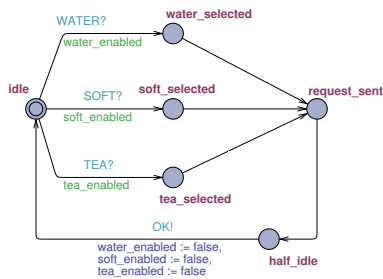 water_selected
WATER?
water_enabled
idle
SOFT?
soft_selected
request_sent
soft_enabled
TEA?
tea_enabled
tea_selected
OK!
water_enabled := false,
soft_enabled := false,
tea_enabled := false
half_idle